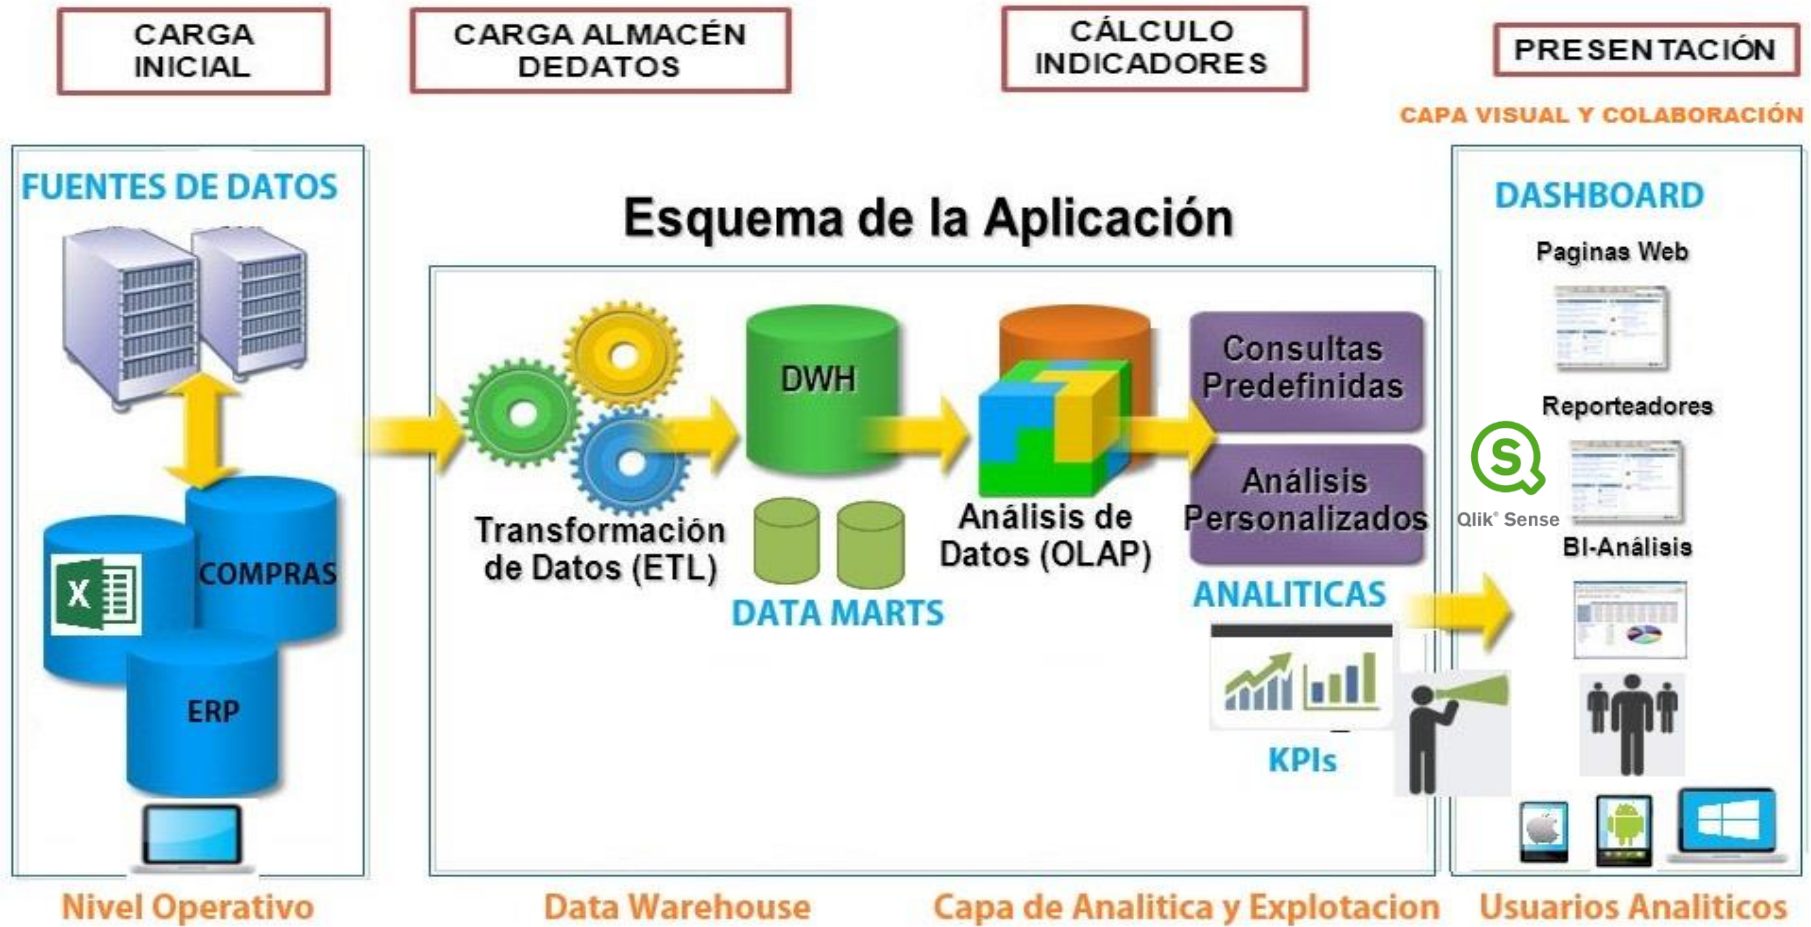 CARGA
INICIAL
CARGA ALMACÉN
DEDATOS
CÁLCULO
INDICADORES
PRESENTACIÓN
CAPA VISUAL Y COLABORACIÓN
FUENTES DE DATOS
COMPRAS
X
ERP
Esquema de la Aplicación
Transformación
de Datos (ETL)
DWH
DATA MARTS
Análisis de
Datos (OLAP)
Consultas
Predefinidas
Análisis
Personalizados
ANALITICAS
KPIs
DASHBOARD
Paginas Web
Reporteadores
S
Qlik® Sense
BI-Análisis
Nivel Operativo
Data Warehouse
Capa de Analitica y Explotacion
Usuarios Analiticos